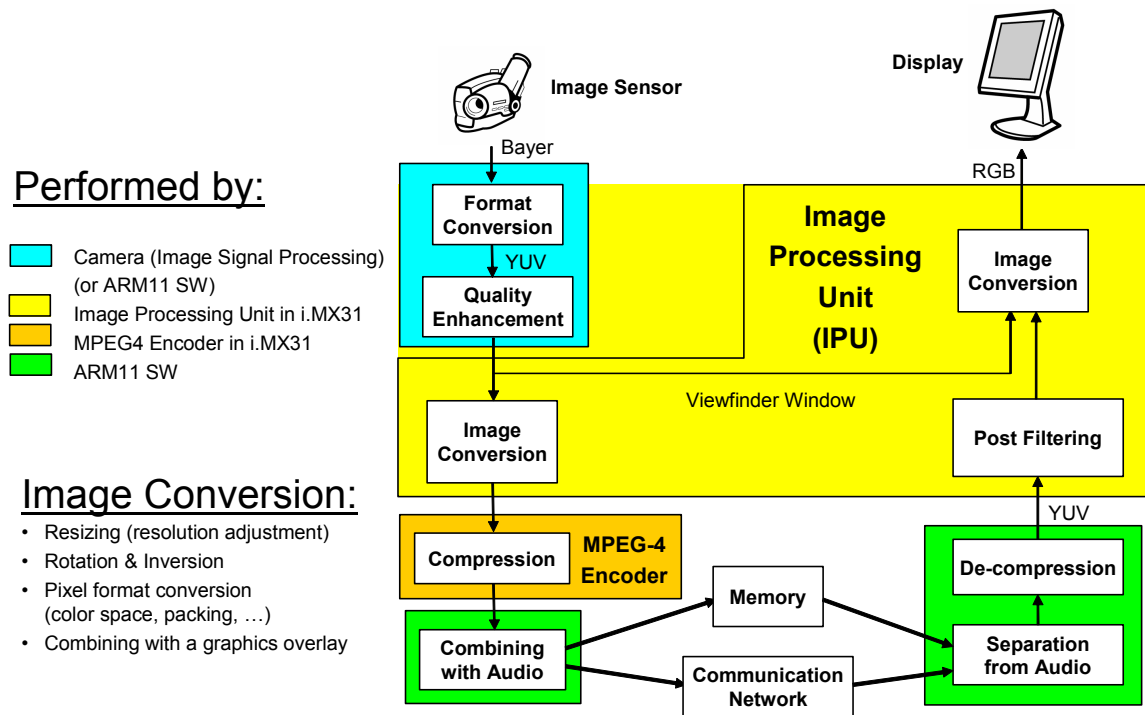 Display
Image Sensor
Bayer
RGB
Performed by:
Camera (Image Signal Processing)
(or ARM11 SW)
Image Processing Unit in i.MX31
MPEG4 Encoder in i.MX31
ARM11 SW
Format
Conversion
YUV
Quality
Enhancement
Image
Processing
Unit
(IPU)
Image
Conversion
Viewfinder Window
Image
Conversion
Post Filtering
Image Conversion:
• Resizing (resolution adjustment)
• Rotation & Inversion
• Pixel format conversion
(color space, packing, …)
• Combining with a graphics overlay
YUV
Compression
MPEG-4
Encoder
De-compression
Memory
Combining
with Audio
Communication
Network
Separation
from Audio